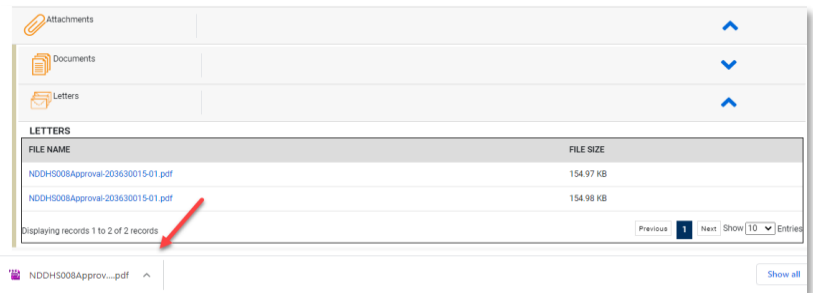 Attachments
Documents
Letters
LETTERS
FILE NAME FILE SIZE
NDDHS008Approval-203630015-01.pdf 154.97 KB
NDDHS008Approval-203630015-01.pdf 154.98 KB
Displaying records 1 to 2 of 2 records Previous 1 Next Show 10 Entries
NDDHS008Approv....pdf Show all